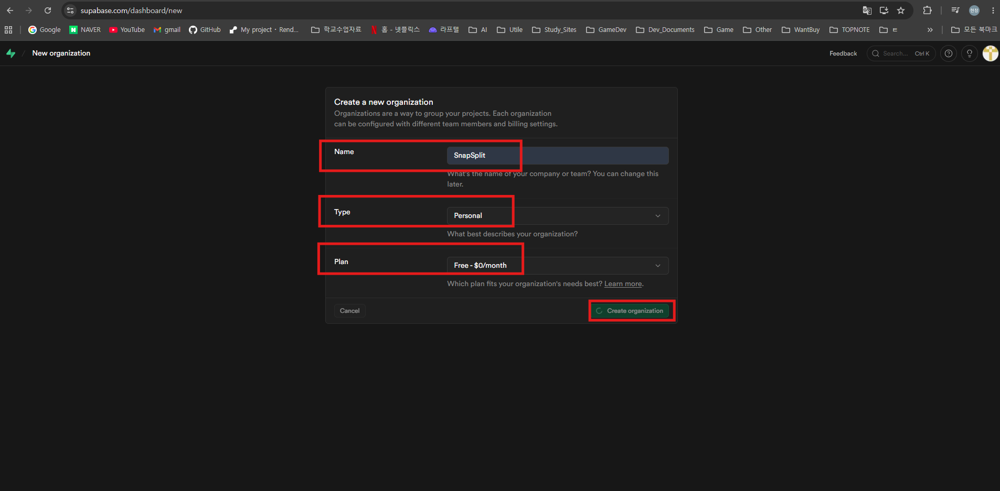 supabase.com/dashboard/new
현창
Google
NAVER
YouTube
gmail
GitHub
My project · Rend...
학교수업자료
홈 - 넷플릭스
라프텔
AI
Utile
Study_Sites
GameDev
Dev_Documents
Game
Other
WantBuy
TOPNOTE
ㅌ
»
모든 북마크
/ New organization
Feedback
Search... Ctrl K
Create a new organization
Organizations are a way to group your projects. Each organization
can be configured with different team members and billing settings.
Name
SnapSplit
What's the name of your company or team? You can change this
later.
Type
Personal
What best describes your organization?
Plan
Free - $0/month
Which plan fits your organization's needs best? Learn more.
Cancel
Create organization